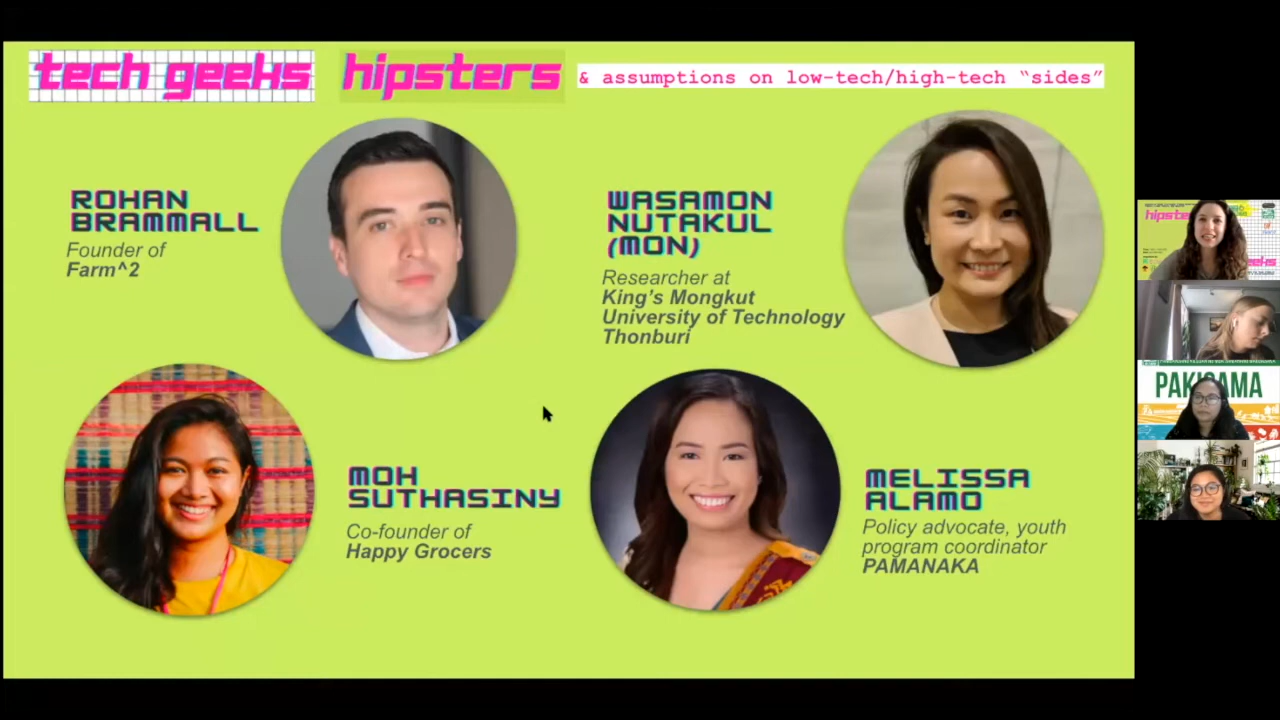 tech geeks hipsters & assumptions on low-tech/high-tech “sides”
ROHAN
BRAMMALL
Founder of
Farm^2
WASAMON
NUTAKUL
(MON)
Researcher at
King's Mongkut
University of Technology
Thonburi
MOH
SUTHASINY
Co-founder of
Happy Grocers
MELISSA
ALAMO
Policy advocate, youth
program coordinator
PAMANAKA
hipste